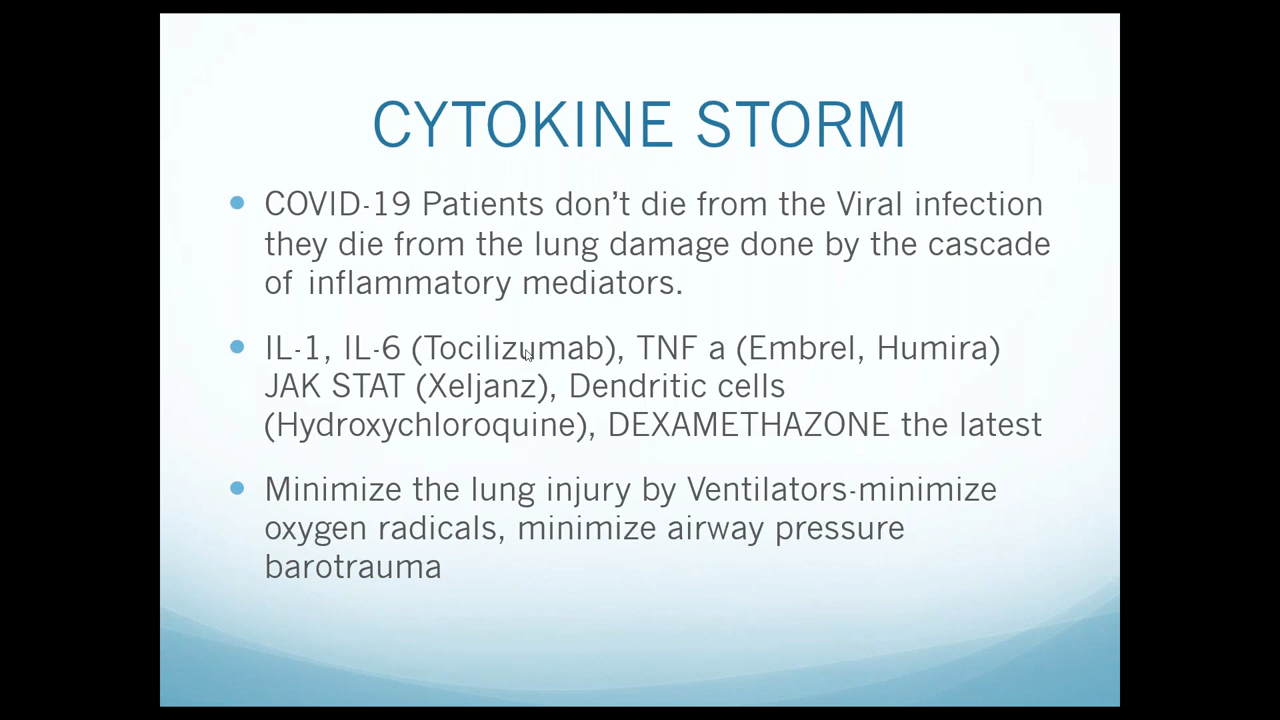 CYTOKINE STORM
COVID-19 Patients don’t die from the Viral infection
they die from the lung damage done by the cascade
of inflammatory mediators.
IL-1, IL-6 (Tocilizumab), TNF a (Embrel, Humira)
JAK STAT (Xeljanz), Dendritic cells
(Hydroxychloroquine), DEXAMETHAZONE the latest
Minimize the lung injury by Ventilators-minimize
oxygen radicals, minimize airway pressure
barotrauma